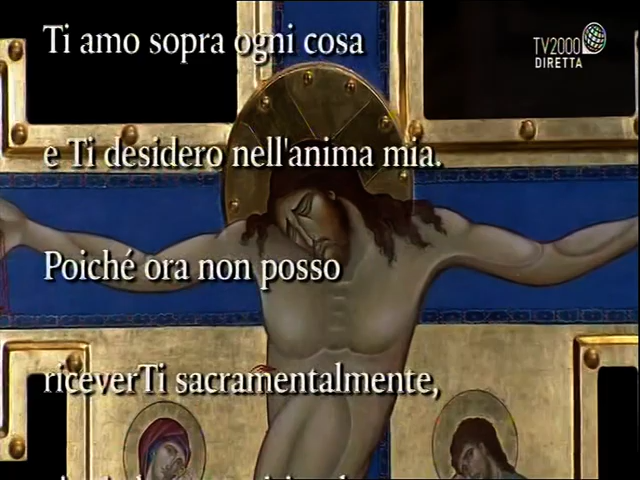 Ti amo sopra ogni cosa
TV2000
DIRETTA
e Ti desidero nell'anima mia.
Poiché ora non posso
riceverTi sacramentalmente,